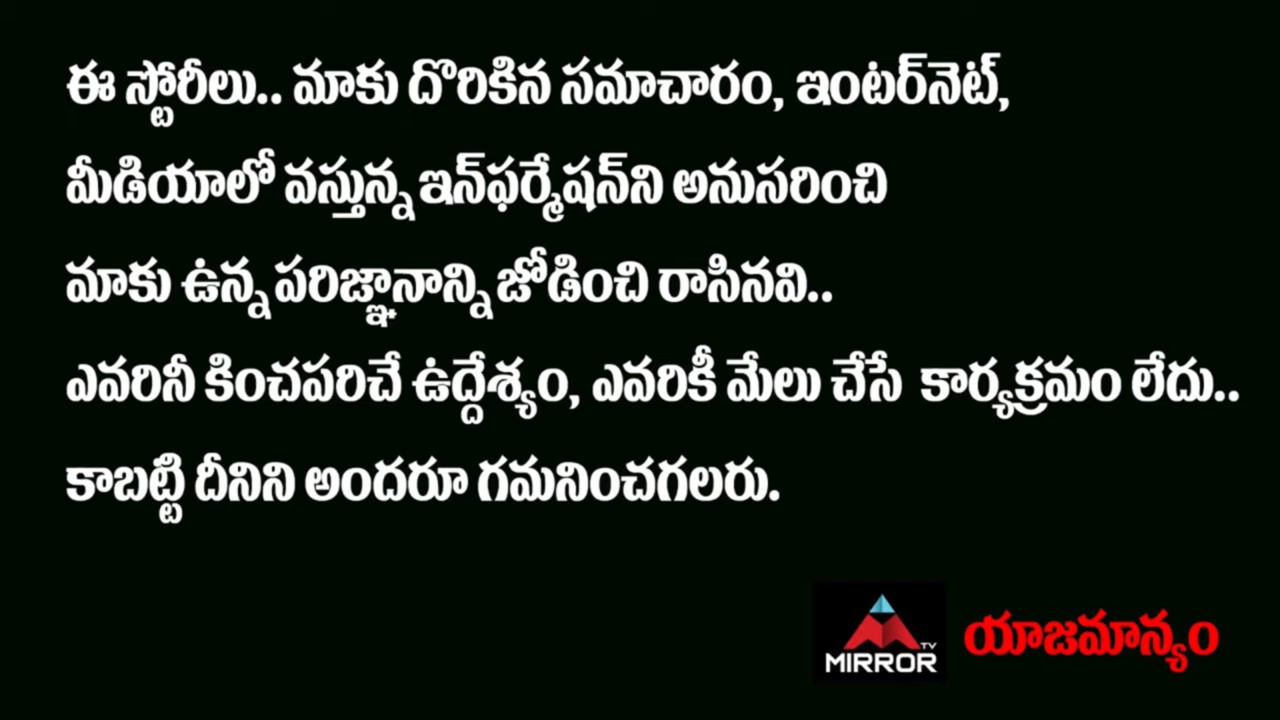 ఈ స్టోరీలు.. మాకు దొరికిన సమాచారం, ఇంటర్‌నెట్,
మీడియాలో వస్తున్న ఇన్‌ఫర్మేషన్‌ని అనుసరించి
మాకు ఉన్న పరిజ్ఞానాన్ని జోడించి రాసినవి..
ఎవరినీ కించపరిచే ఉద్దేశ్యం, ఎవరికీ మేలు చేసే కార్యక్రమం లేదు..
కాబట్టి దీనిని అందరూ గమనించగలరు.
TV
MIRROR
యాజమాన్యం